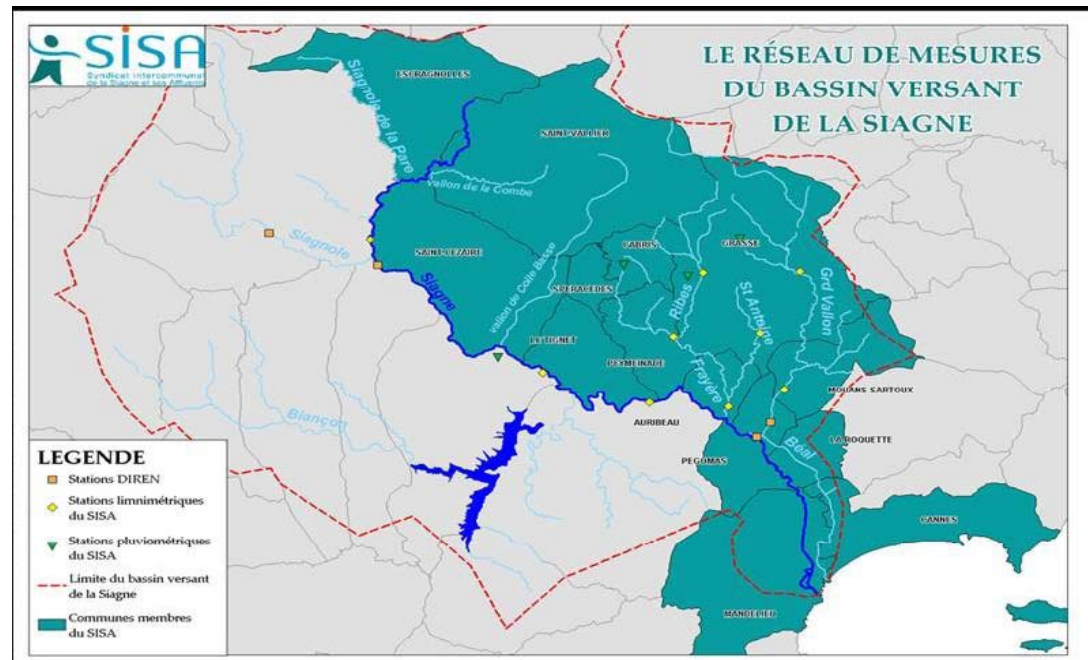 SiSA
Syndicat Intercommunal
de la Siagne et ses Affluents
LE RÉSEAU DE MESURES
DU BASSIN VERSANT
DE LA SIAGNE
ESCRAGNOLLES
Siagnole de la Pare
SAINT-VALLIER
vallon de la Combe
Siagnole
SAINT-CEZAIRE
Siagne
vallon de Colle Basse
CABRIS
GRASSE
SPERACEDES
Ribes
St Antoine
Grd Vallon
LE TIGNET
PEYMEINADE
Frayère
MOUANS SARTOUX
Biançon
AURIBEAU
LA ROQUETTE
Béal
PEGOMAS
CANNES
MANDELIEU
LEGENDE
Stations DIREN
Stations limnimétriques
du SISA
Stations pluviométriques
du SISA
Limite du bassin versant
de la Siagne
Communes membres
du SISA